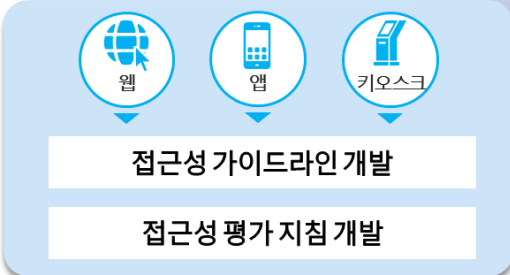 웹
앱
키오스크
접근성 가이드라인 개발
접근성 평가 지침 개발